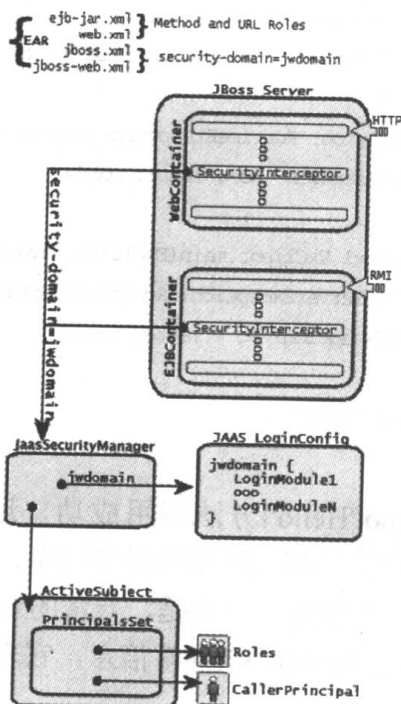 ejb-jar.xml
web.xml
Method and URL Roles
EAR
jboss.xml
jboss-web.xml
security-domain=jwdomain
JBoss Server
HTTP
WebContainer
SecurityInterceptor
security-domain=jwdomain
RMI
EJBContainer
SecurityInterceptor
JaasSecurityManager
jwdomain
JAAS LoginConfig
jwdomain {
LoginModule1
ooo
LoginModuleN
}
ActiveSubject
PrincipalsSet
Roles
CallerPrincipal